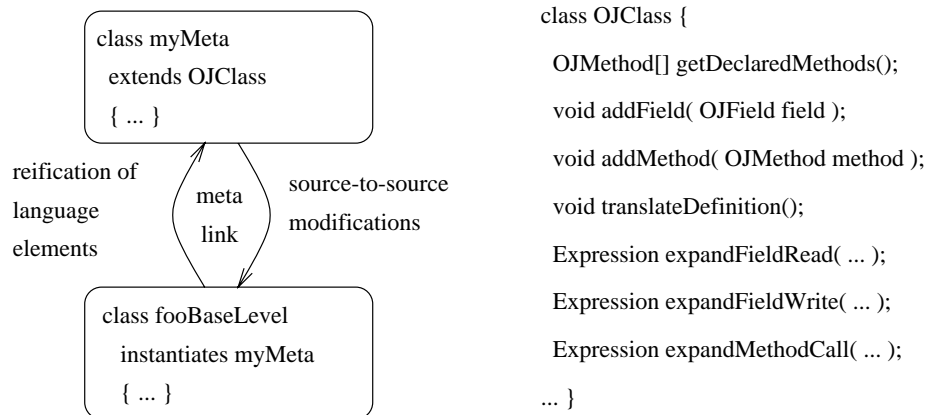 class myMeta
extends OJClass
{ ... }
reification of
language
elements
meta
link
source-to-source
modifications
class fooBaseLevel
instantiates myMeta
{ ... }
class OJClass {
OJMethod[] getDeclaredMethods();
void addField( OJField field );
void addMethod( OJMethod method );
void translateDefinition();
Expression expandFieldRead( ... );
Expression expandFieldWrite( ... );
Expression expandMethodCall( ... );
... }